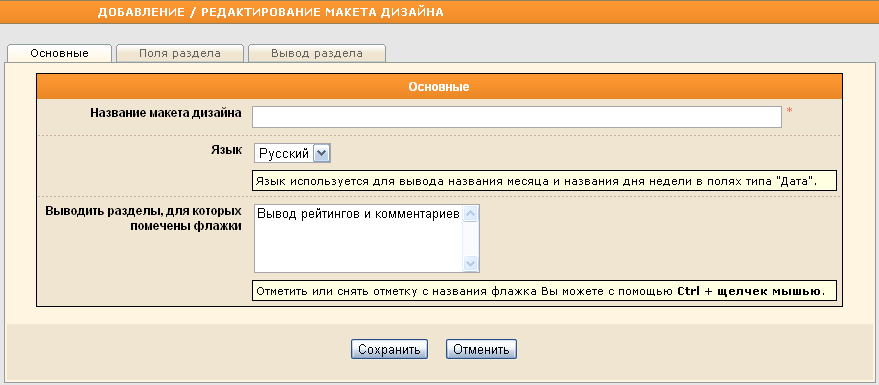 ДОБАВЛЕНИЕ / РЕДАКТИРОВАНИЕ МАКЕТА ДИЗАЙНА
Основные Поля раздела Вывод раздела
Основные
Название макета дизайна *
Язык Русский
Язык используется для вывода названия месяца и названия дня недели в полях типа "Дата".
Выводить разделы, для которых Вывод рейтингов и комментариев
помечены флажки
Отметить или снять отметку с названия флажка Вы можете с помощью Ctrl + щелчек мышью.
Сохранить Отменить